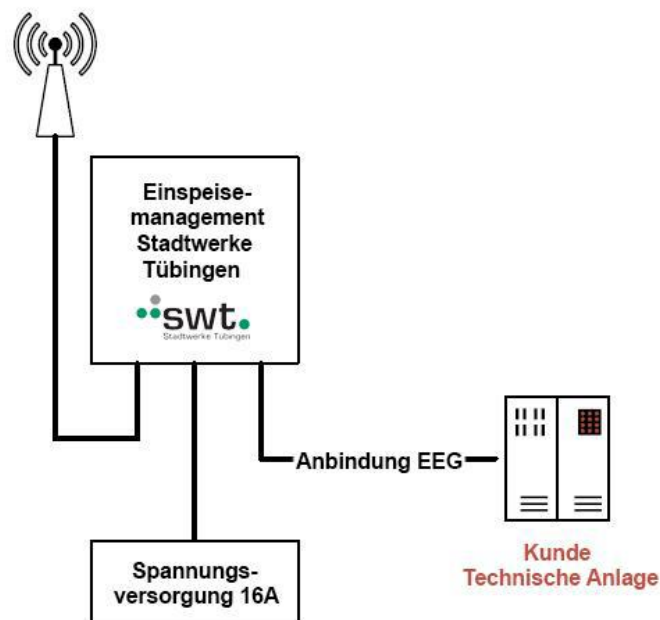 Einspeise-
management
Stadtwerke
Tübingen
swt.
Stadtwerke Tübingen
Anbindung EEG
Kunde
Technische Anlage
Spannungs-
versorgung 16A